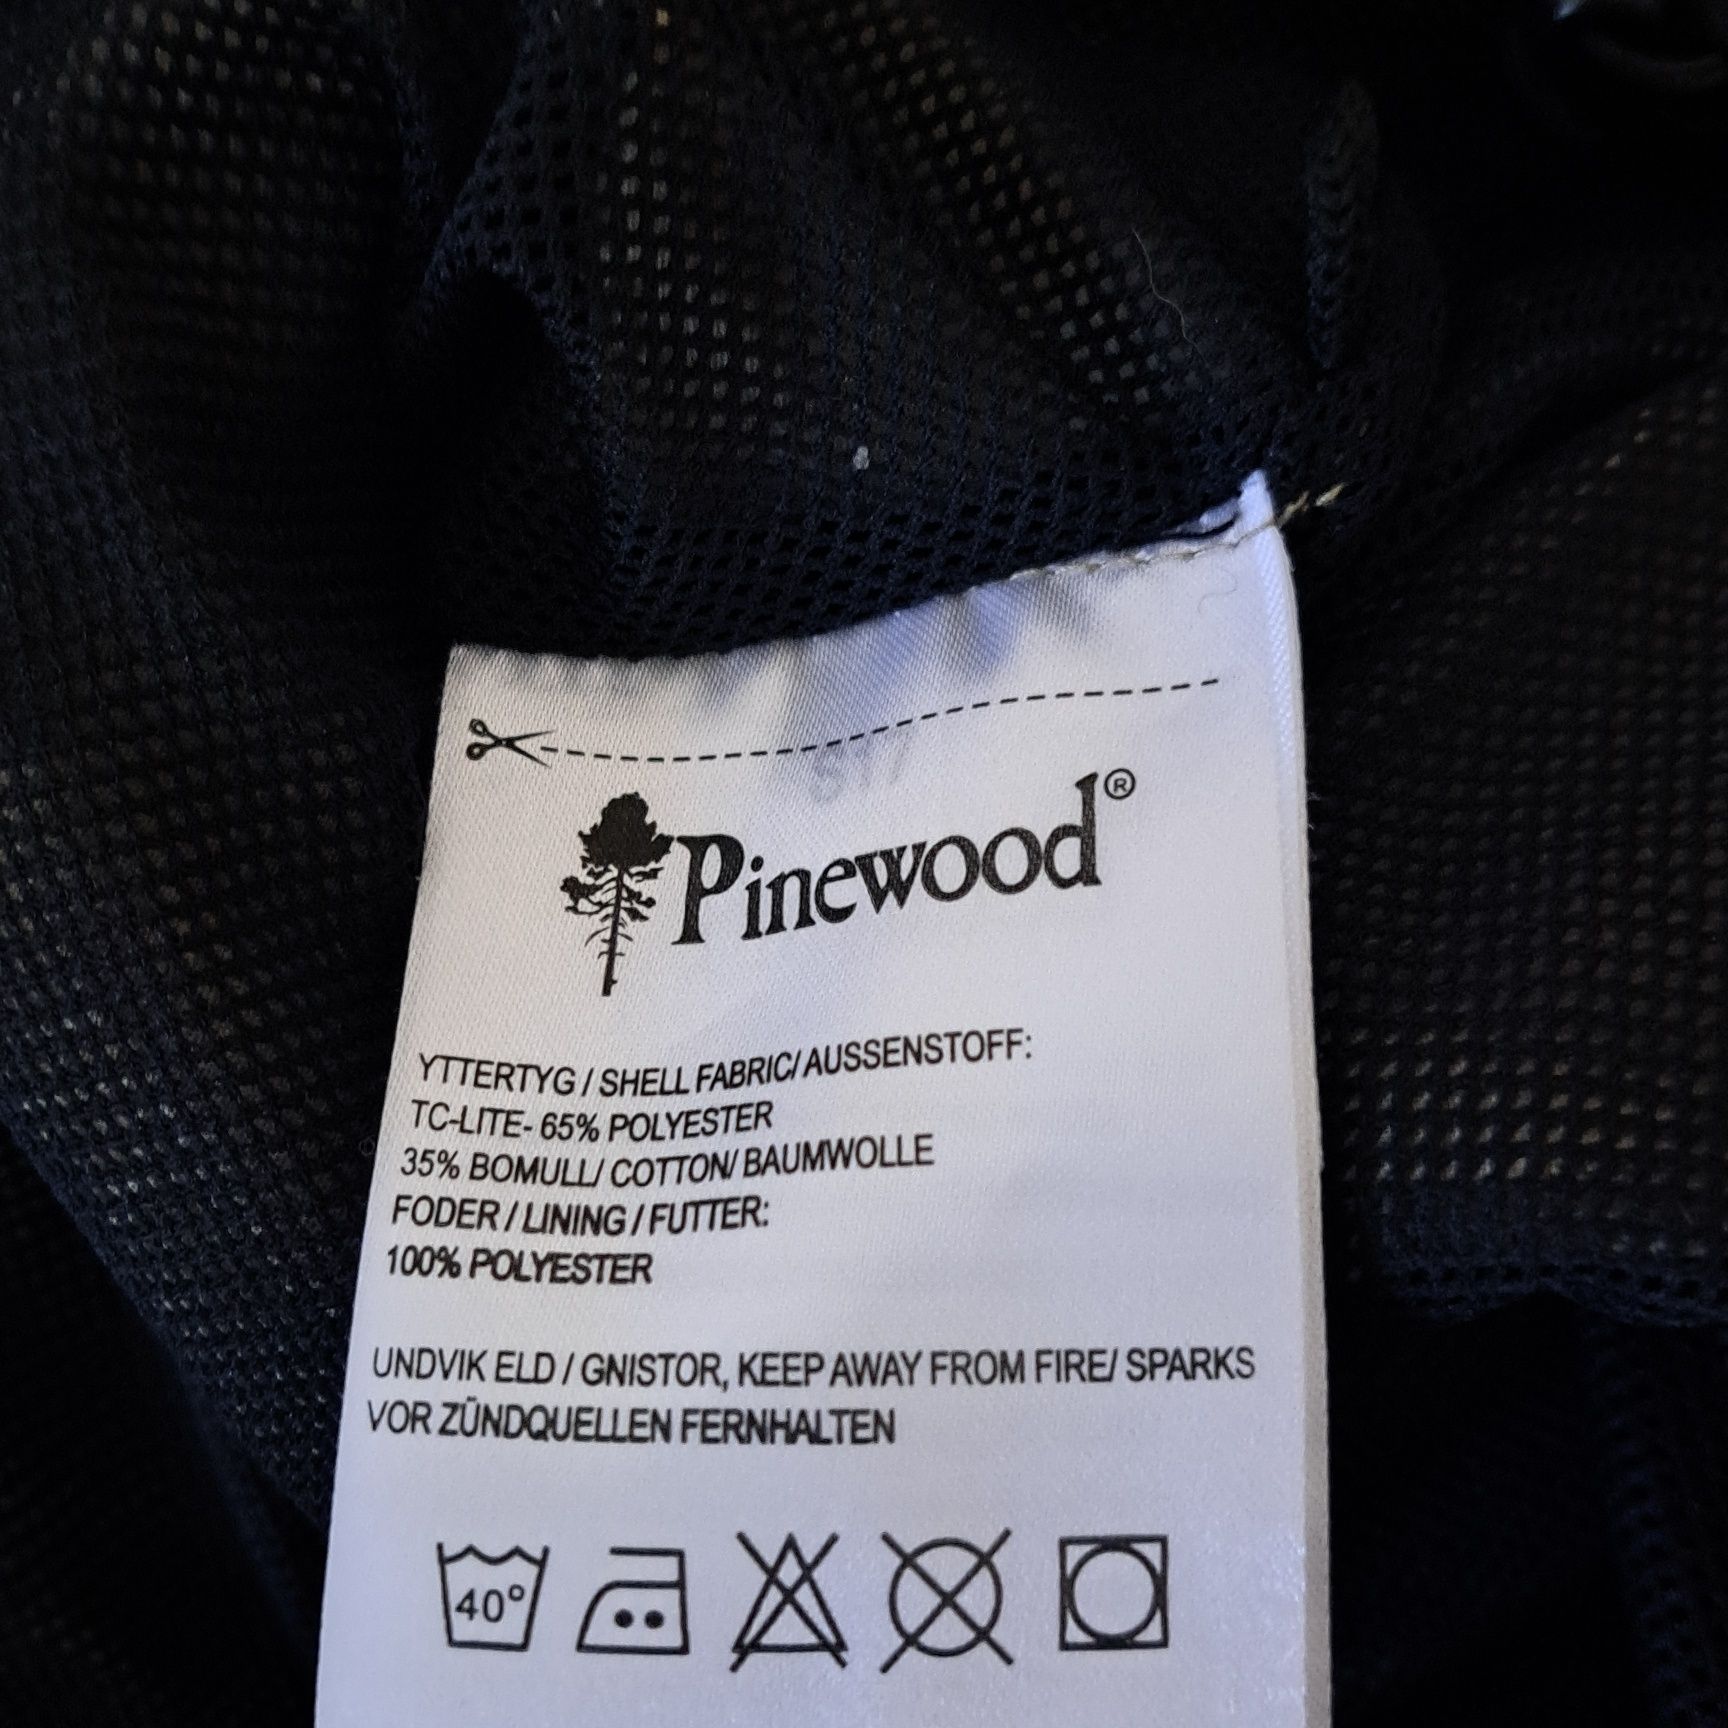 Pinewood®
YTTERTYG / SHELL FABRIC/ AUSSENSTOFF:
TC-LITE- 65% POLYESTER
35% BOMULL/ COTTON/ BAUMWOLLE
FODER / LINING / FUTTER:
100% POLYESTER
UNDVIK ELD / GNISTOR, KEEP AWAY FROM FIRE/ SPARKS
VOR ZÜNDQUELLEN FERNHALTEN
40°